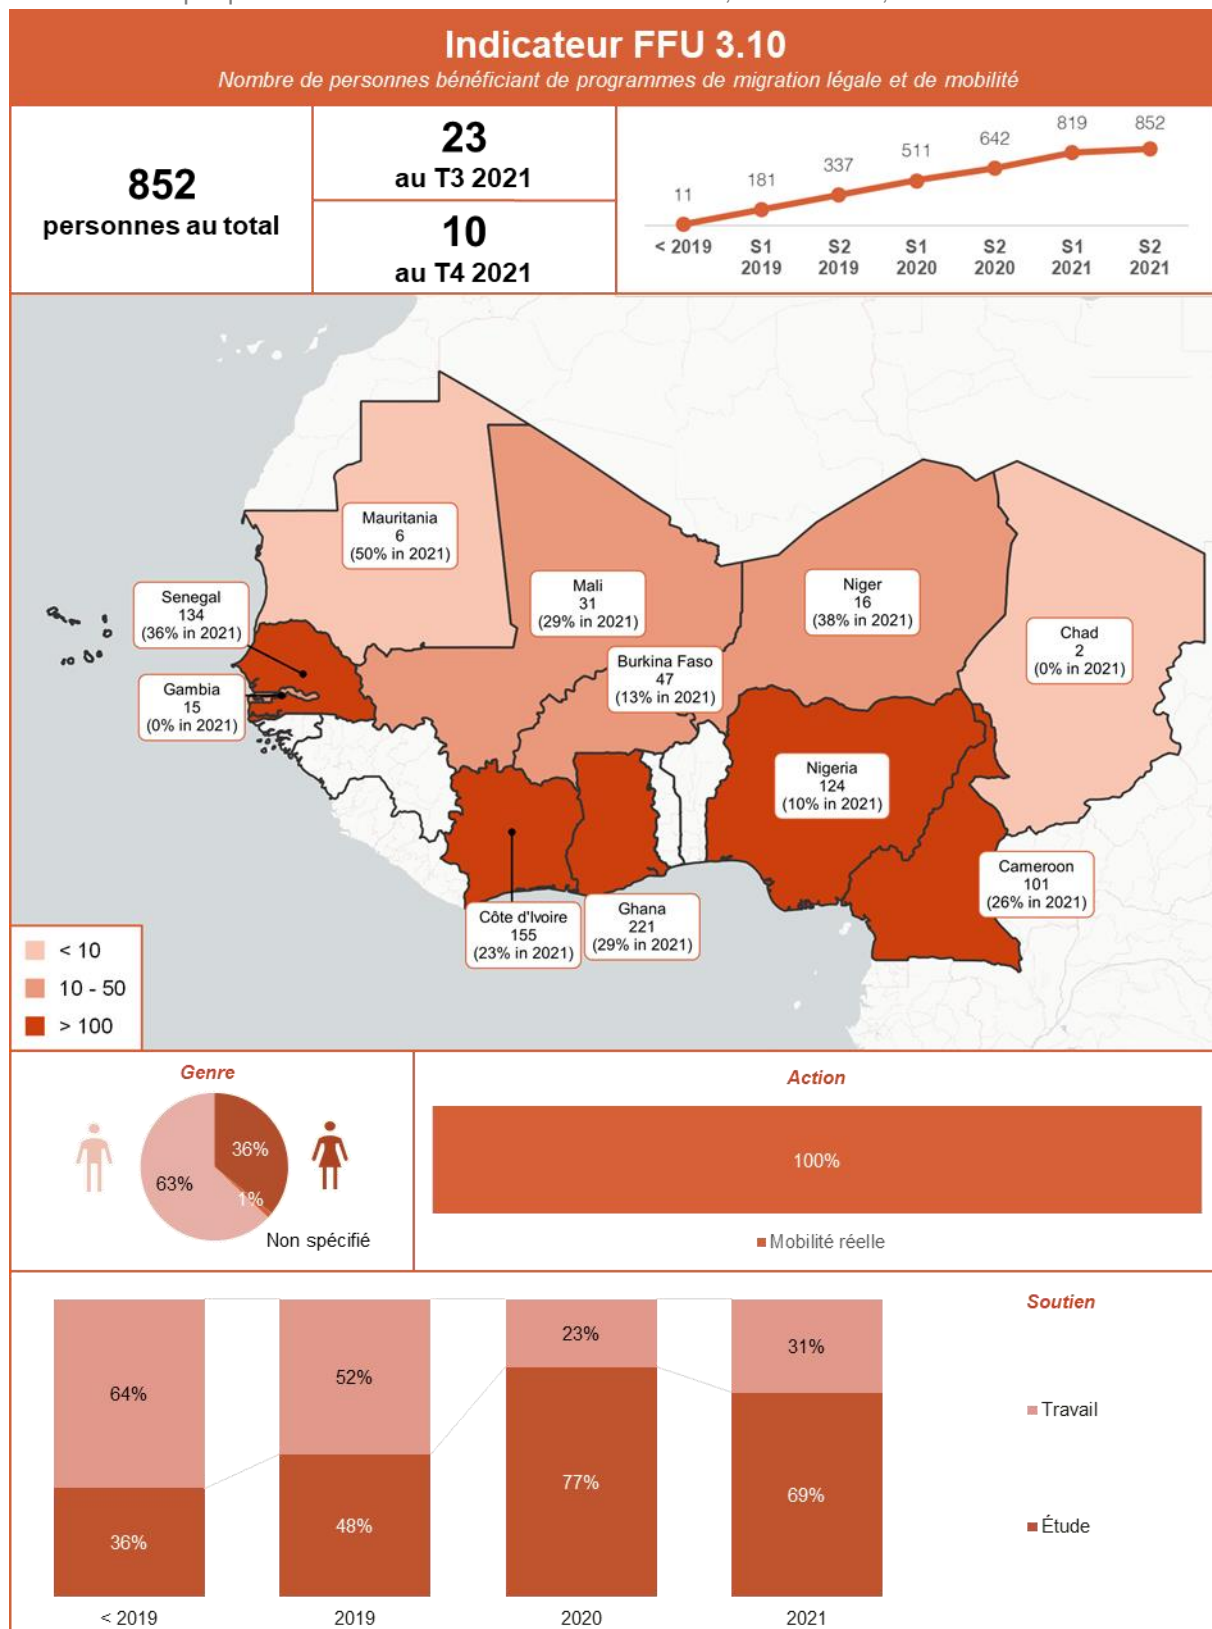 Indicateur FFU 3.10
Nombre de personnes bénéficiant de programmes de migration légale et de mobilité
852
personnes au total
23
au T3 2021
10
au T4 2021
11
181
337
511
642
819
852
< 2019
S1
2019
S2
2019
S1
2020
S2
2020
S1
2021
S2
2021
Mauritania
6
(50% in 2021)
Senegal
134
(36% in 2021)
Mali
31
(29% in 2021)
Niger
16
(38% in 2021)
Chad
2
(0% in 2021)
Burkina Faso
47
(13% in 2021)
Gambia
15
(0% in 2021)
Nigeria
124
(10% in 2021)
Cameroon
101
(26% in 2021)
Côte d'Ivoire
155
(23% in 2021)
Ghana
221
(29% in 2021)
< 10
10 - 50
> 100
Genre
36%
63%
1%
Non spécifié
Action
100%
Mobilité réelle
Soutien
64%
52%
23%
31%
Travail
36%
48%
77%
69%
Étude
< 2019
2019
2020
2021